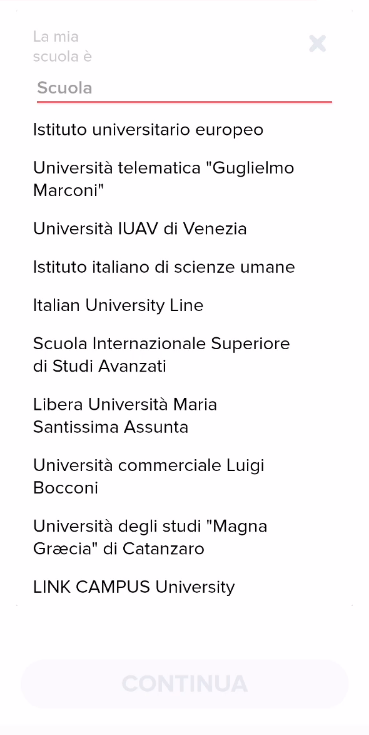 La mia
scuola è
Scuola
Istituto universitario europeo
Università telematica "Guglielmo
Marconi"
Università IUAV di Venezia
Istituto italiano di scienze umane
Italian University Line
Scuola Internazionale Superiore
di Studi Avanzati
Libera Università Maria
Santissima Assunta
Università commerciale Luigi
Bocconi
Università degli studi "Magna
Græcia" di Catanzaro
LINK CAMPUS University
CONTINUA